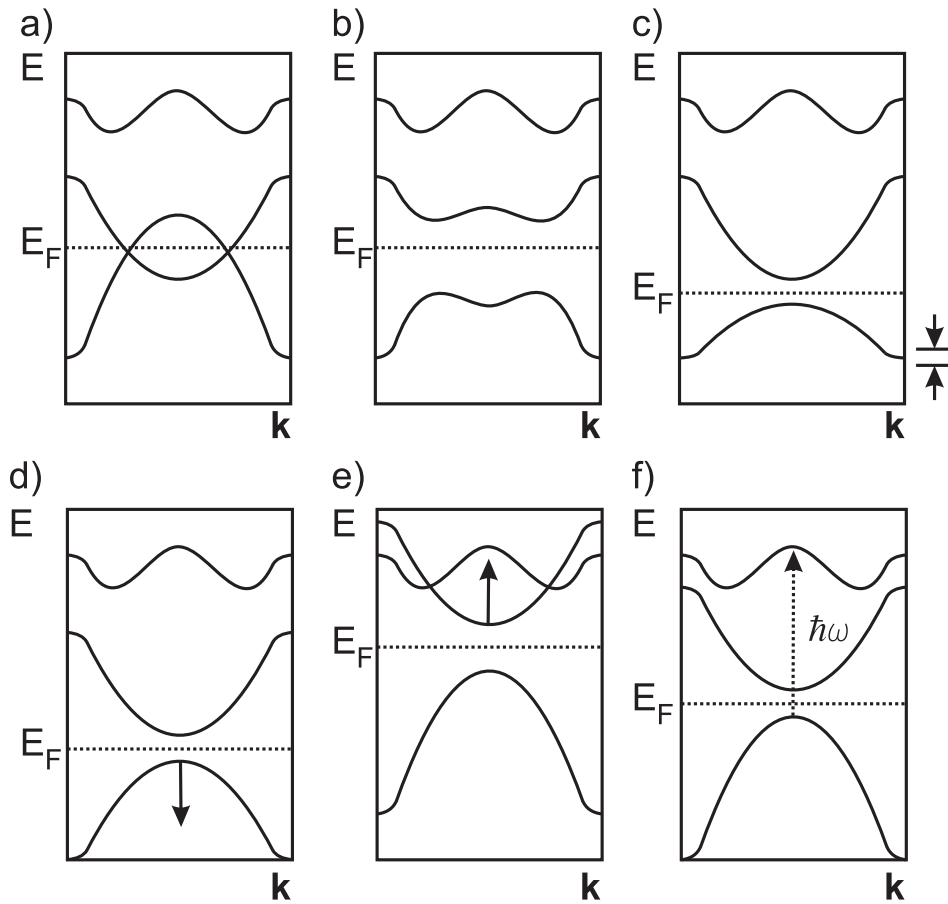 a) b) c)
E E
E_F E_F E_F
k k k
d) e) f)
E E E
ħω
E_F E_F E_F
k k k